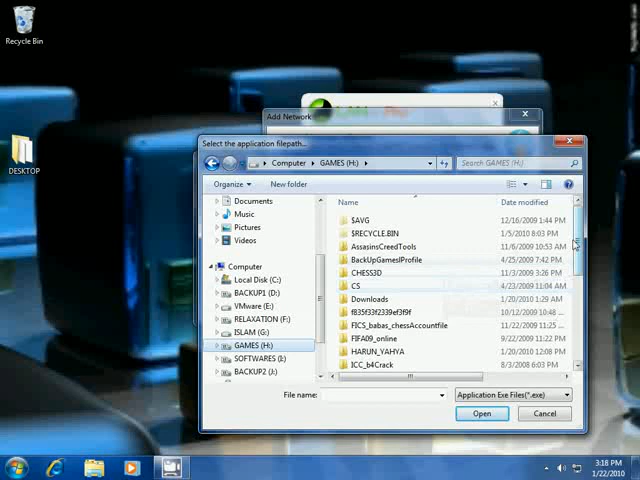 Recycle Bin
DESKTOP
Add Network
Select the application filepath...
Computer GAMES (H:)
Search GAMES (H:)
Organize New folder
Documents
Music
Pictures
Videos
Computer
Local Disk (C:)
BACKUP1 (D:)
VMware (E:)
RELAXATION (F:)
ISLAM (G:)
GAMES (H:)
SOFTWARES (I:)
BACKUP2 (J:)
Name Date modified
$AVG 12/16/2009 1:44 PM
$RECYCLE.BIN 1/5/2010 8:03 PM
AssasinsCreedTools 11/6/2009 10:53 AM
BackUpGamesIProfile 4/25/2009 7:42 PM
CHESS3D 11/3/2009 3:26 PM
CS 4/23/2009 11:04 AM
Downloads 1/20/2010 1:29 AM
f835f33f2339ef3f9f 10/12/2009 10:48 ...
FICS_babas_chessAccountfile 11/22/2009 11:25 ...
FIFA09_online 9/22/2009 11:22 PM
HARUN_YAHYA 1/20/2010 12:08 PM
ICC_b4Crack 8/3/2008 6:03 PM
File name:
Application Exe Files(*.exe)
Open Cancel
3:18 PM
1/22/2010